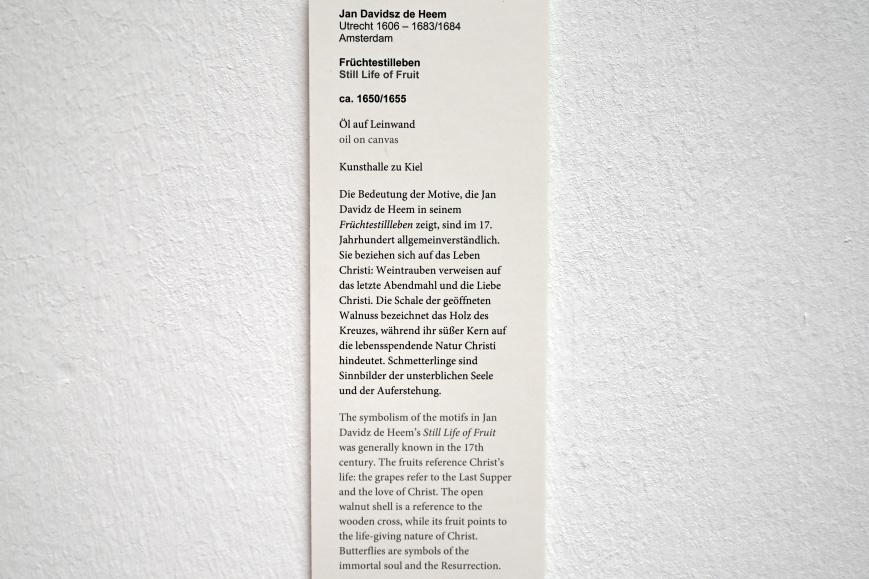 Jan Davidsz de Heem
Utrecht 1606 – 1683/1684
Amsterdam
Früchtestilleben
Still Life of Fruit
ca. 1650/1655
Öl auf Leinwand
oil on canvas
Kunsthalle zu Kiel
Die Bedeutung der Motive, die Jan
Davidz de Heem in seinem
Früchtestillleben zeigt, sind im 17.
Jahrhundert allgemeinverständlich.
Sie beziehen sich auf das Leben
Christi: Weintrauben verweisen auf
das letzte Abendmahl und die Liebe
Christi. Die Schale der geöffneten
Walnuss bezeichnet das Holz des
Kreuzes, während ihr süßer Kern auf
die lebensspendende Natur Christi
hindeutet. Schmetterlinge sind
Sinnbilder der unsterblichen Seele
und der Auferstehung.
The symbolism of the motifs in Jan
Davidz de Heem's Still Life of Fruit
was generally known in the 17th
century. The fruits reference Christ's
life: the grapes refer to the Last Supper
and the love of Christ. The open
walnut shell is a reference to the
wooden cross, while its fruit points to
the life-giving nature of Christ.
Butterflies are symbols of the
immortal soul and the Resurrection.